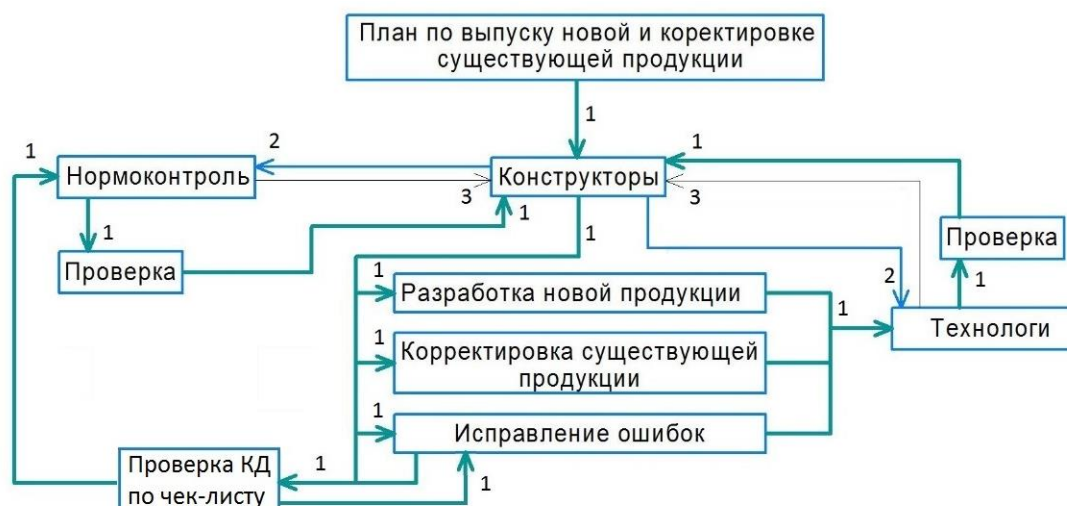 План по выпуску новой и коректировке
существующей продукции
1
1
2
1
Нормоконтроль
Конструкторы
3
3
1
1
1
Проверка
Проверка
1
1
Разработка новой продукции
2
1
Технологи
1
Корректировка существующей
продукции
1
Исправление ошибок
Проверка КД
по чек-листу
1
1